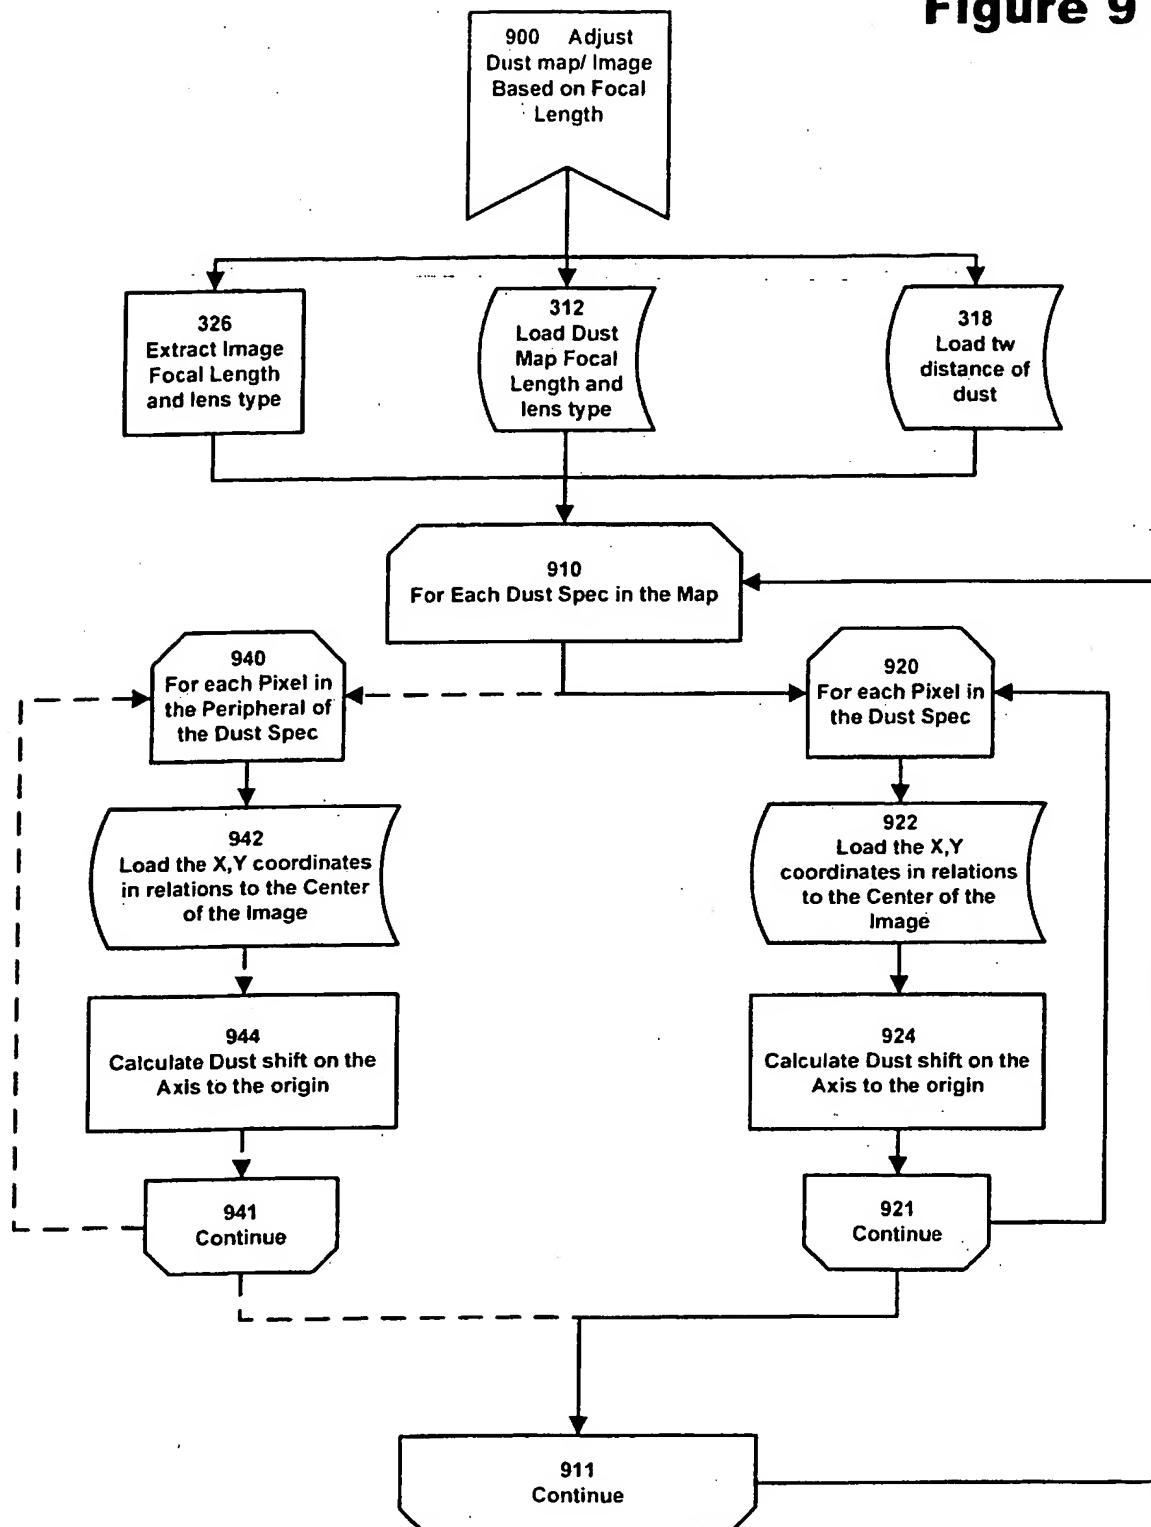 Figure 9
900 Adjust
Dust map/ Image
Based on Focal
Length
326
Extract Image
Focal Length
and lens type
312
Load Dust
Map Focal
Length and
lens type
318
Load tw
distance of
dust
910
For Each Dust Spec in the Map
940
For each Pixel in
the Peripheral of
the Dust Spec
920
For each Pixel in
the Dust Spec
942
Load the X,Y coordinates
in relations to the Center
of the Image
922
Load the X,Y
coordinates in relations
to the Center of the
Image
944
Calculate Dust shift on the
Axis to the origin
924
Calculate Dust shift on the
Axis to the origin
941
Continue
921
Continue
911
Continue